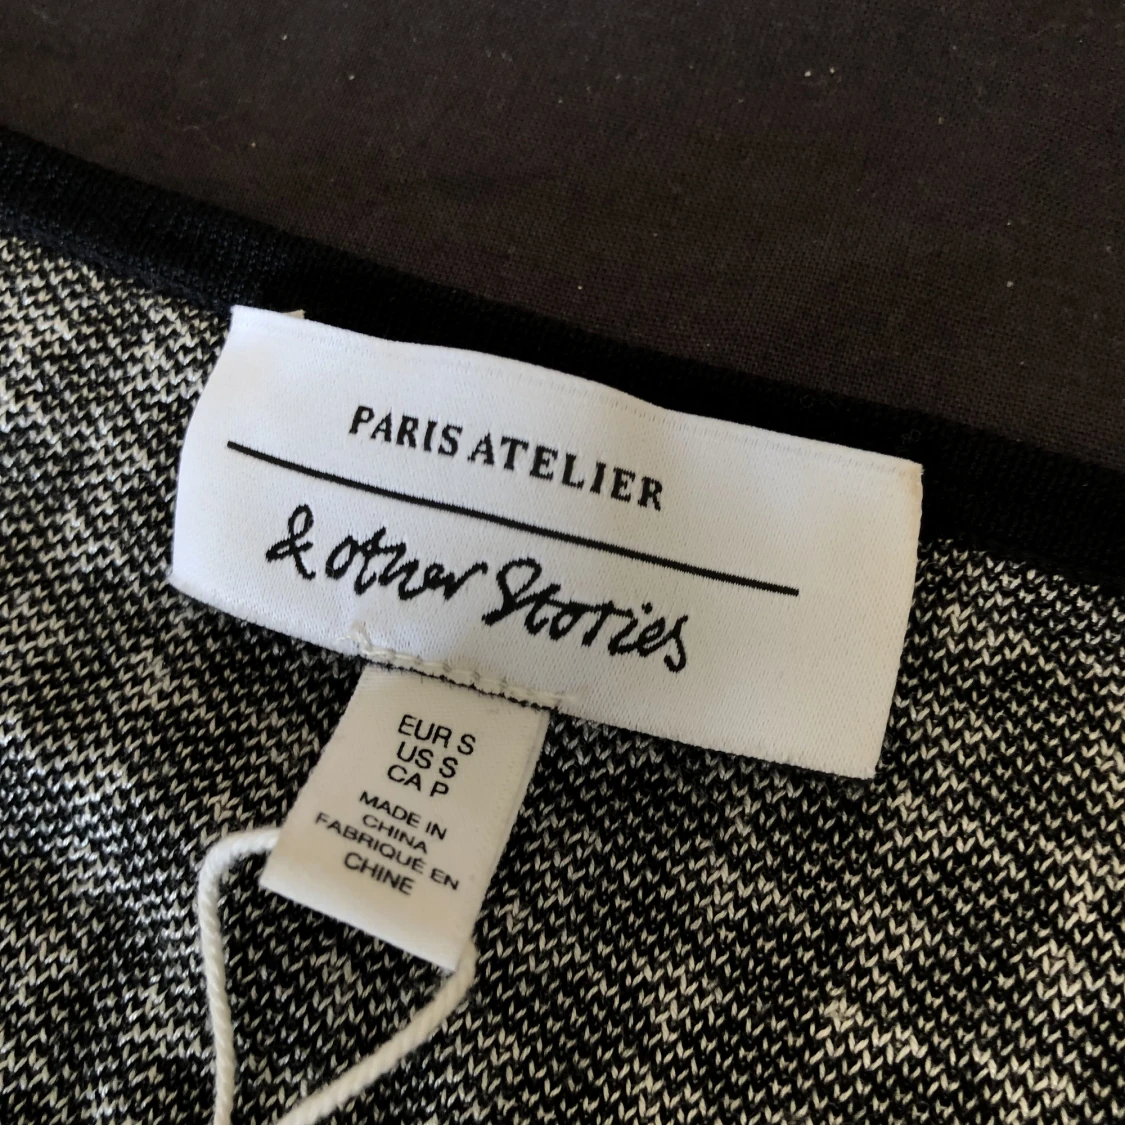 PARIS ATELIER
& other Stories
EUR S
US S
CA P
MADE IN
CHINA
FABRIQUÉ EN
CHINE